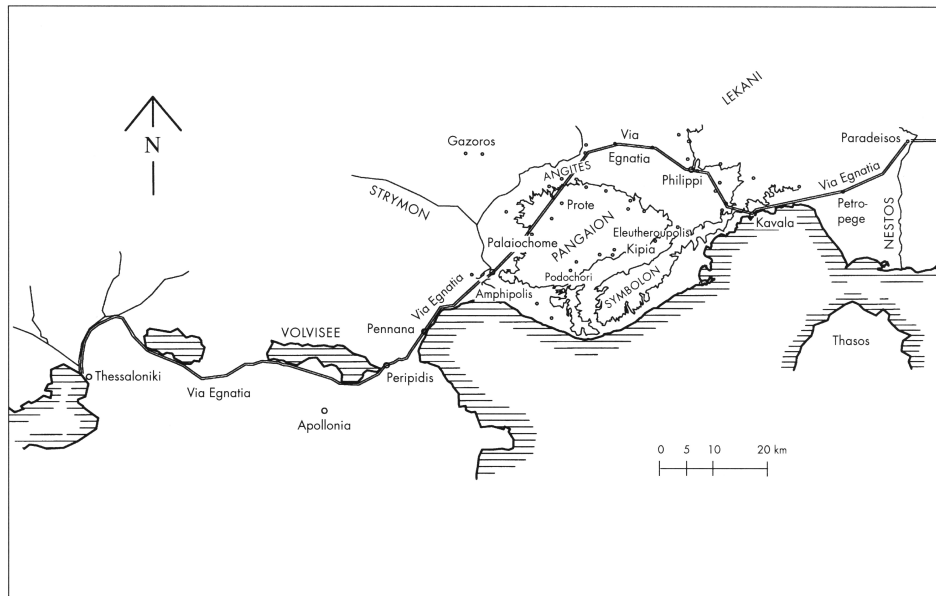 LEKANI
Via
Egnatia
Paradeisos
Gazoros
ANGITES
Philippi
Via Egnatia
STRYMON
Prote
Petro-
pege
NESTOS
Kavala
PANGAION
Eleutheroupolis
Kipia
Palaiochome
N
Podochori
SYMBOLON
Via Egnatia
Amphipolis
VOLVISEE
Pennana
Thasos
Thessaloniki
Peripidis
Via Egnatia
Apollonia
0 5 10 20 km